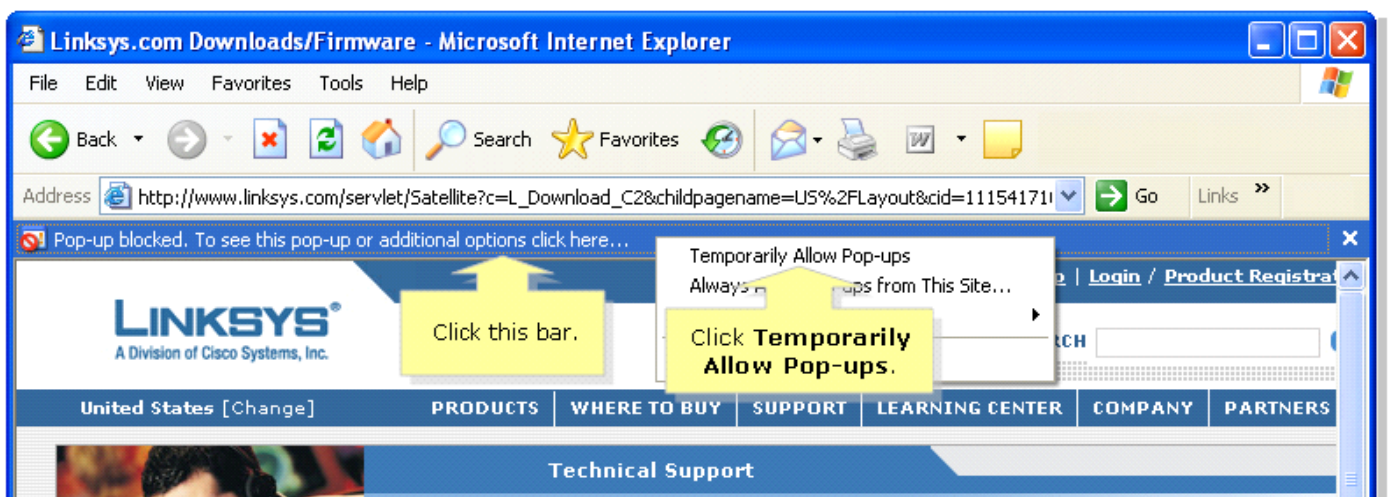 Linksys.com Downloads/Firmware - Microsoft Internet Explorer
File Edit View Favorites Tools Help
Back Search Favorites W
Address http://www.linksys.com/servlet/Satellite?c=L_Download_C2&childpagename=US%2FLayout&cid=111541710 Go Links »
Pop-up blocked. To see this pop-up or additional options click here...
Temporarily Allow Pop-ups
Always from This Site...
Login / Product Registrat
Click this bar.
Click Temporarily
Allow Pop-ups.
LINKSYS®
A Division of Cisco Systems, Inc.
United States [Change] PRODUCTS WHERE TO BUY SUPPORT LEARNING CENTER COMPANY PARTNERS
Technical Support